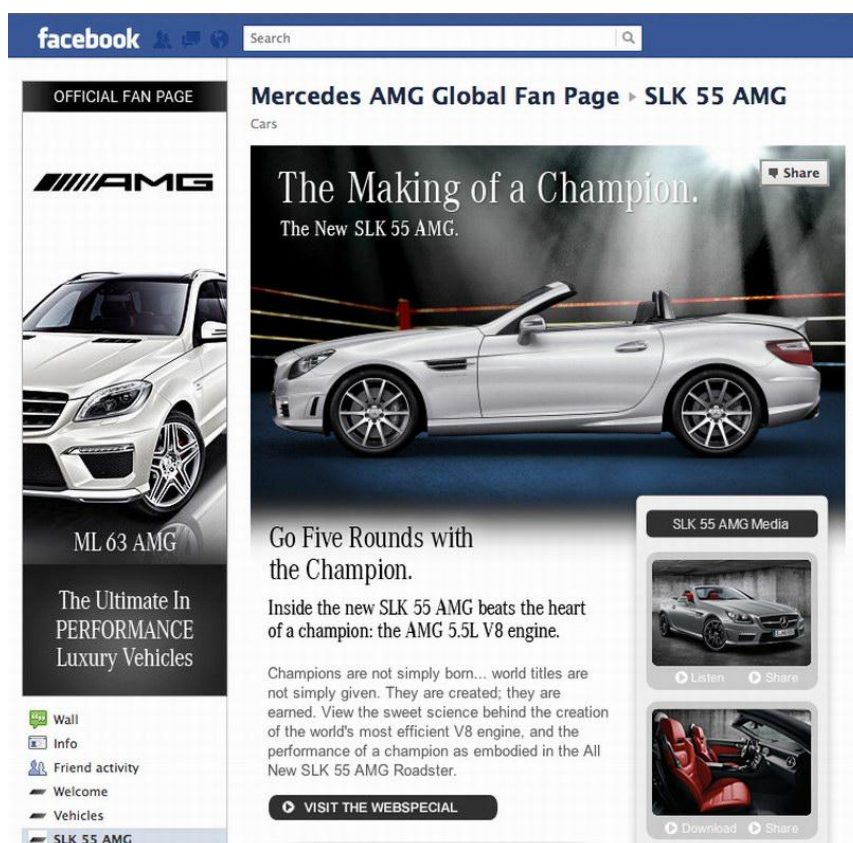 facebook
Search
OFFICIAL FAN PAGE
AMG
ML 63 AMG
The Ultimate In
PERFORMANCE
Luxury Vehicles
Wall
Info
Friend activity
Welcome
Vehicles
SLK 55 AMG
Mercedes AMG Global Fan Page ▸ SLK 55 AMG
Cars
The Making of a Champion.
The New SLK 55 AMG.
Share
Go Five Rounds with
the Champion.
Inside the new SLK 55 AMG beats the heart
of a champion: the AMG 5.5L V8 engine.
Champions are not simply born... world titles are
not simply given. They are created; they are
earned. View the sweet science behind the creation
of the world's most efficient V8 engine, and the
performance of a champion as embodied in the All
New SLK 55 AMG Roadster.
VISIT THE WEBSPECIAL
SLK 55 AMG Media
Listen Share
Download Share